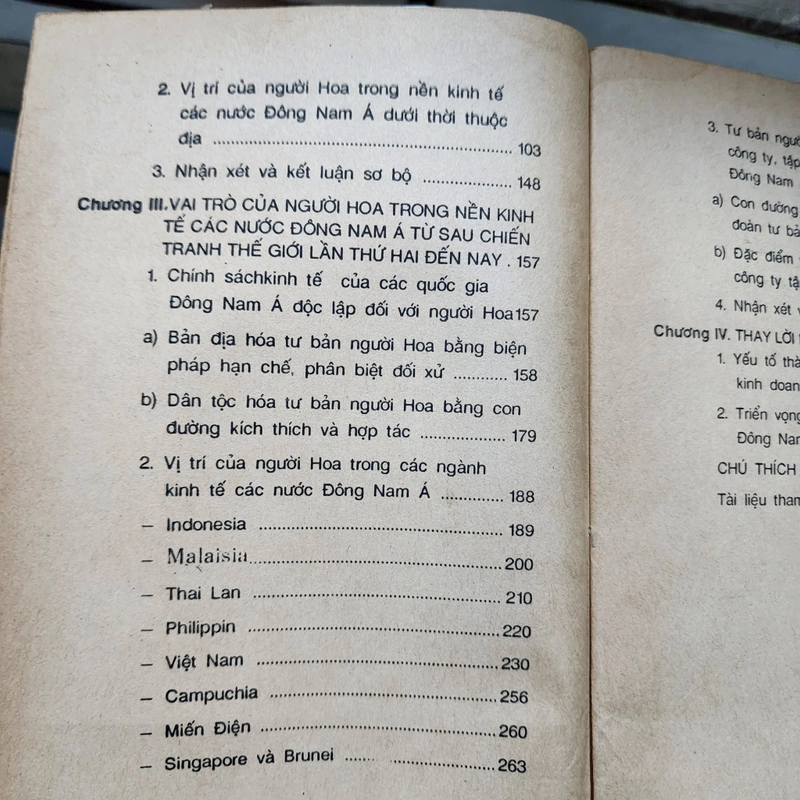 2. Vị trí của người Hoa trong nền kinh tế
các nước Đông Nam Á dưới thời thuộc
địa ........................................ 103
3. Nhận xét và kết luận sơ bộ ............ 148
Chương III.VAI TRÒ CỦA NGƯỜI HOA TRONG NỀN KINH
TẾ CÁC NƯỚC ĐÔNG NAM Á TỪ SAU CHIẾN
TRANH THẾ GIỚI LẦN THỨ HAI ĐẾN NAY . 157
1. Chính sáchkinh tế của các quốc gia
Đông Nam Á độc lập đối với người Hoa157
a) Bản địa hóa tư bản người Hoa bằng biện
pháp hạn chế, phân biệt đối xử ........... 158
b) Dân tộc hóa tư bản người Hoa bằng con
đường kích thích và hợp tác ............... 179
2. Vị trí của người Hoa trong các ngành
kinh tế các nước Đông Nam Á ............ 188
– Indonesia ................................ 189
– Malaisia................................ 200
– Thai Lan ................................ 210
– Philippin ................................ 220
– Việt Nam ................................ 230
– Campuchia ................................ 256
– Miến Điện ................................ 260
– Singapore và Brunei ..................... 263
3. Tư bản người
công ty, tập
Đông Nam
a) Con đường
đoàn tư bả
b) Đặc điểm
công ty tậ
4. Nhận xét v
Chương IV. THAY LỜI
1. Yếu tố thà
kinh doan
2. Triển vọng
Đông Nam
CHÚ THÍCH
Tài liệu tham